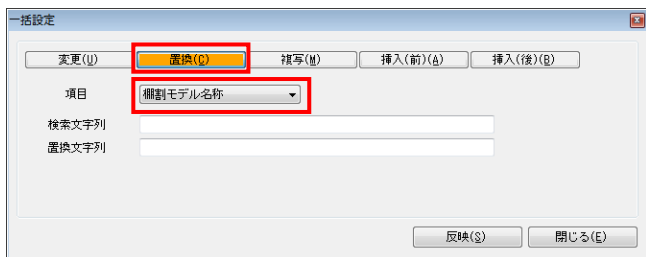 一括設定
変更(U) 置換(C) 複写(M) 挿入(前)(A) 挿入(後)(B)
項目 棚割モデル名称
検索文字列
置換文字列
反映(S) 閉じる(E)